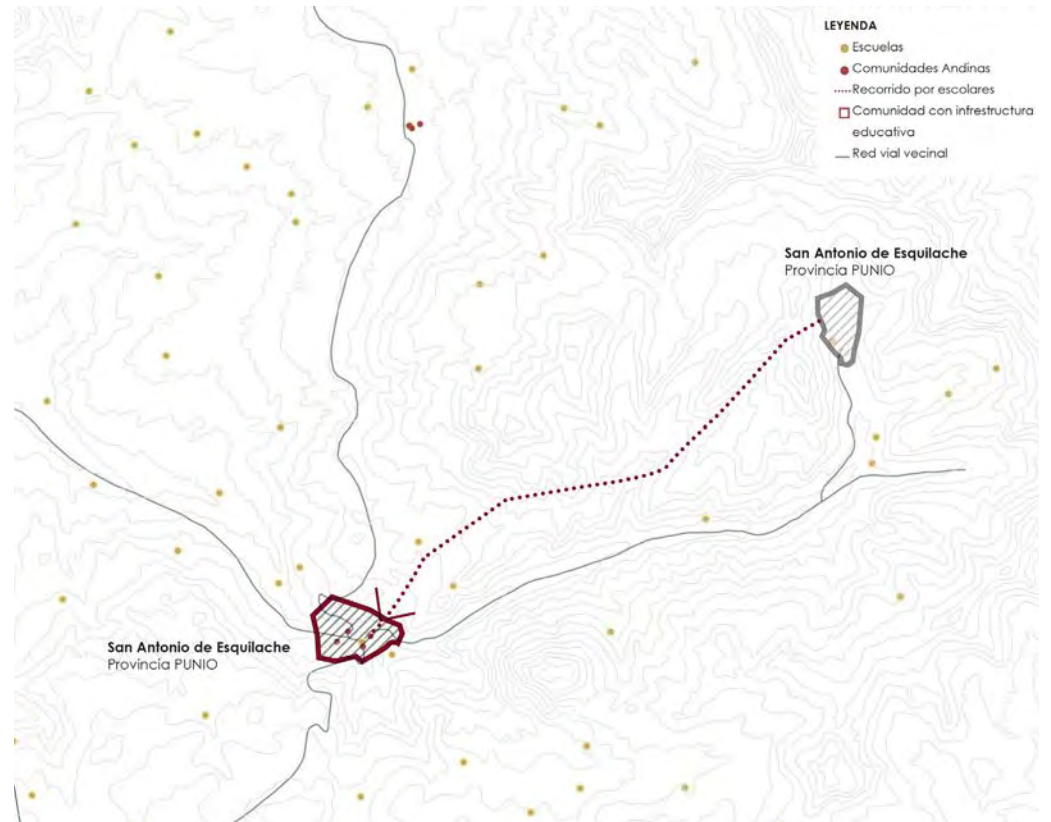 LEYENDA
Escuelas
Comunidades Andinas
Recorrido por escolares
Comunidad con infrestructura
educativa
Red vial vecinal
San Antonio de Esquilache
Provincia PUNIO
San Antonio de Esquilache
Provincia PUNIO